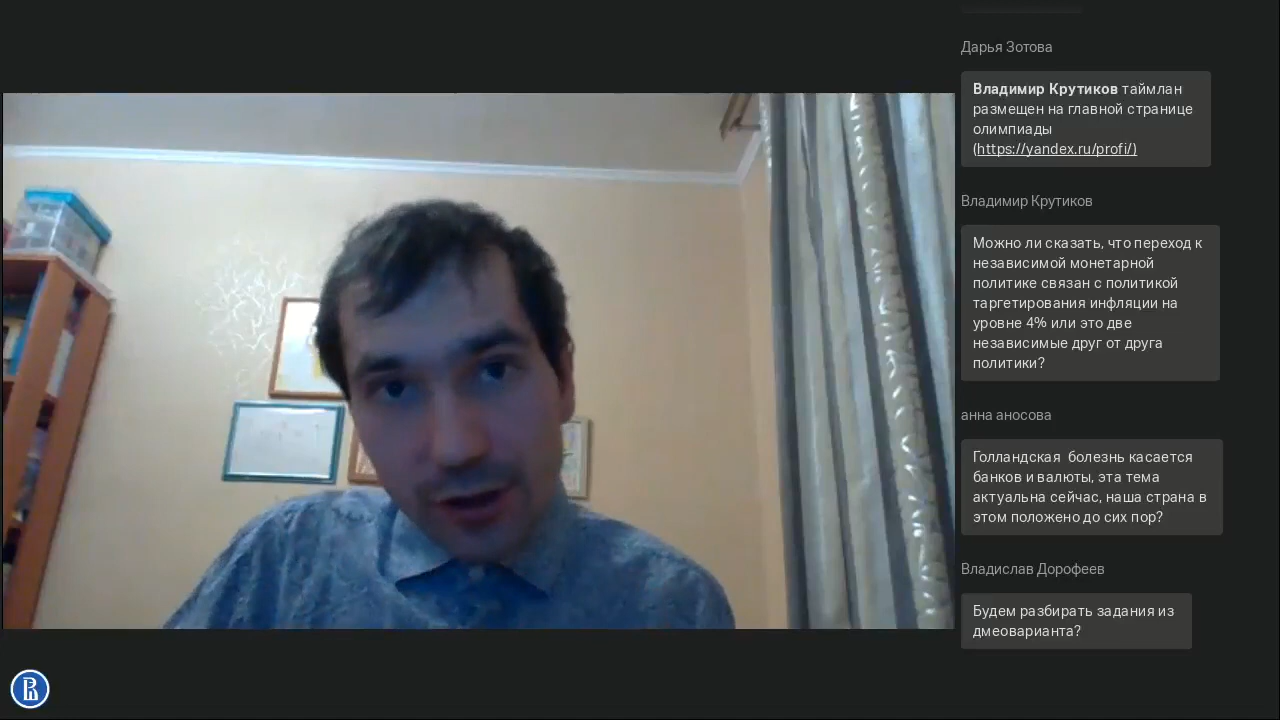 Дарья Зотова
Владимир Крутиков таймлан
размещен на главной странице
олимпиады
(https://yandex.ru/profi/)
Владимир Крутиков
Можно ли сказать, что переход к
независимой монетарной
политике связан с политикой
таргетирования инфляции на
уровне 4% или это две
независимые друг от друга
политики?
анна аносова
Голландская  болезнь касается
банков и валюты, эта тема
актуальна сейчас, наша страна в
этом положено до сих пор?
Владислав Дорофеев
Будем разбирать задания из
дмеоварианта?